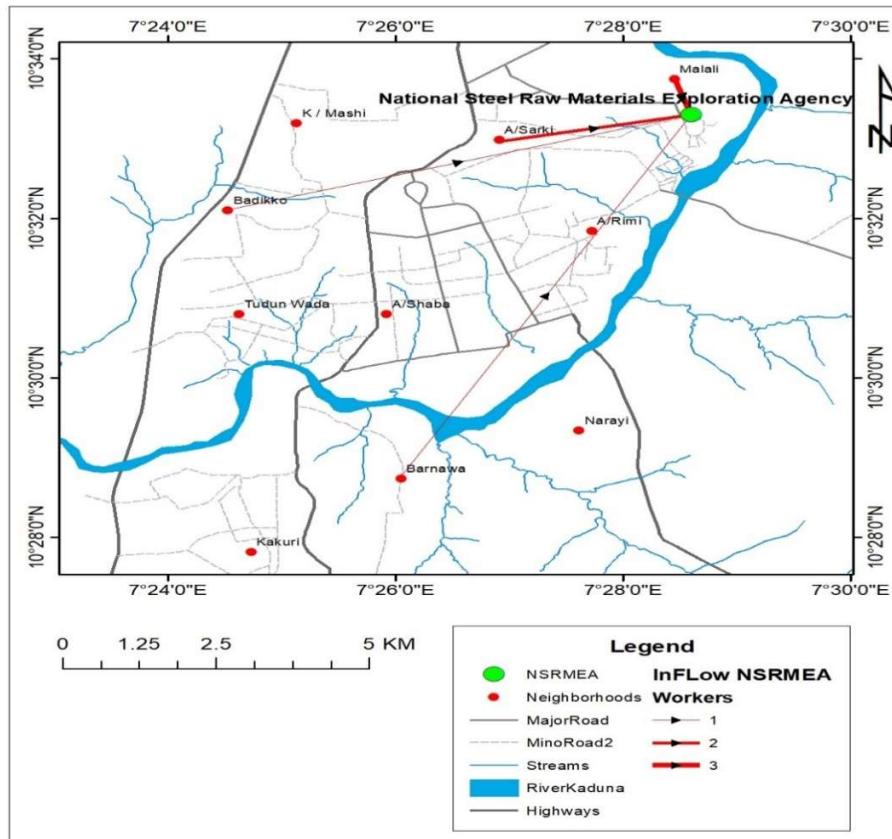 7°24'0"E 7°26'0"E 7°28'0"E 7°30'0"E
10°34'0"N 10°34'0"N
Malali
National Steel Raw Materials Exploration Agency
K / Mashi
A/Sarki
N
10°32'0"N 10°32'0"N
Badikko
A/Rimi
Tudun Wada
A/Shaba
10°30'0"N 10°30'0"N
Narayi
Barnawa
10°28'0"N 10°28'0"N
Kakuri
7°24'0"E 7°26'0"E 7°28'0"E 7°30'0"E
0 1.25 2.5 5 KM
Legend
NSRMEA InFLow NSRMEA
Neighborhoods Workers
MajorRoad 1
MinoRoad2 2
Streams 3
RiverKaduna
Highways